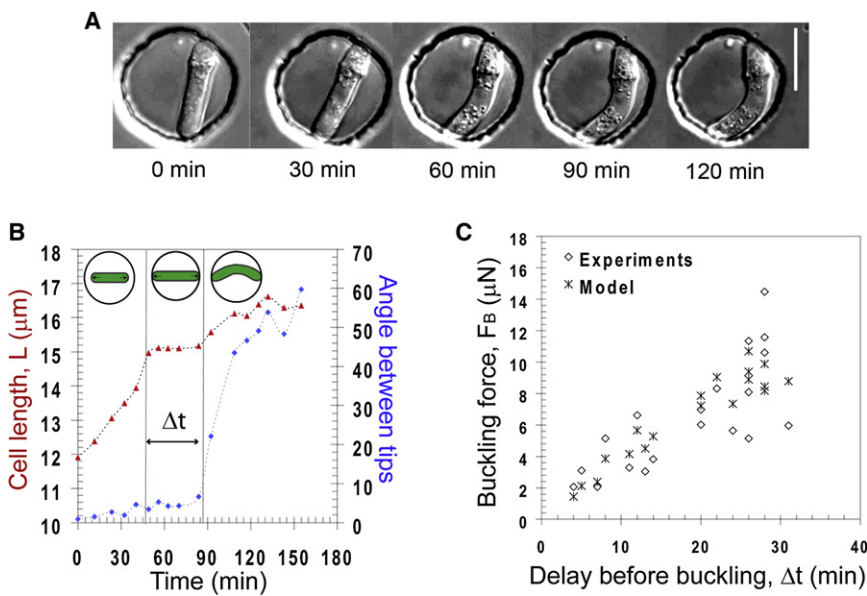 A
0 min 30 min 60 min 90 min 120 min
B
18
17
16
15
14
13
12
11
10
Cell length, L (μm)
70
60
50
40
30
20
10
0
Angle between tips
Δt
0 30 60 90 120 150 180
Time (min)
C
18
16
14
12
10
8
6
4
2
0
Buckling force, FB (μN)
Experiments
Model
0 10 20 30 40
Delay before buckling, Δt (min)